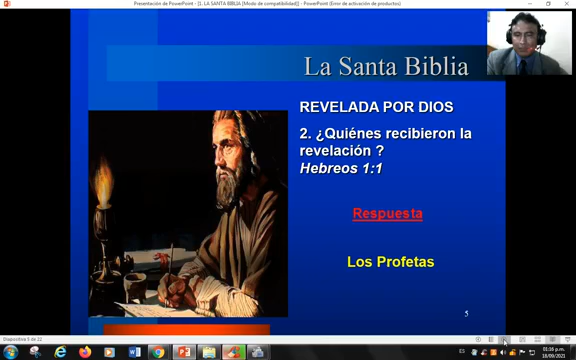 Presentación de PowerPoint - [1. LA SANTA BIBLIA [Modo de compatibilidad]] - PowerPoint (Error de activación de productos)
La Santa Biblia
REVELADA POR DIOS
2. ¿Quiénes recibieron la
revelación ?
Hebreos 1:1
Respuesta
Los Profetas
5
Diapositiva 5 de 22
ES
01:16 p.m.
18/09/2021